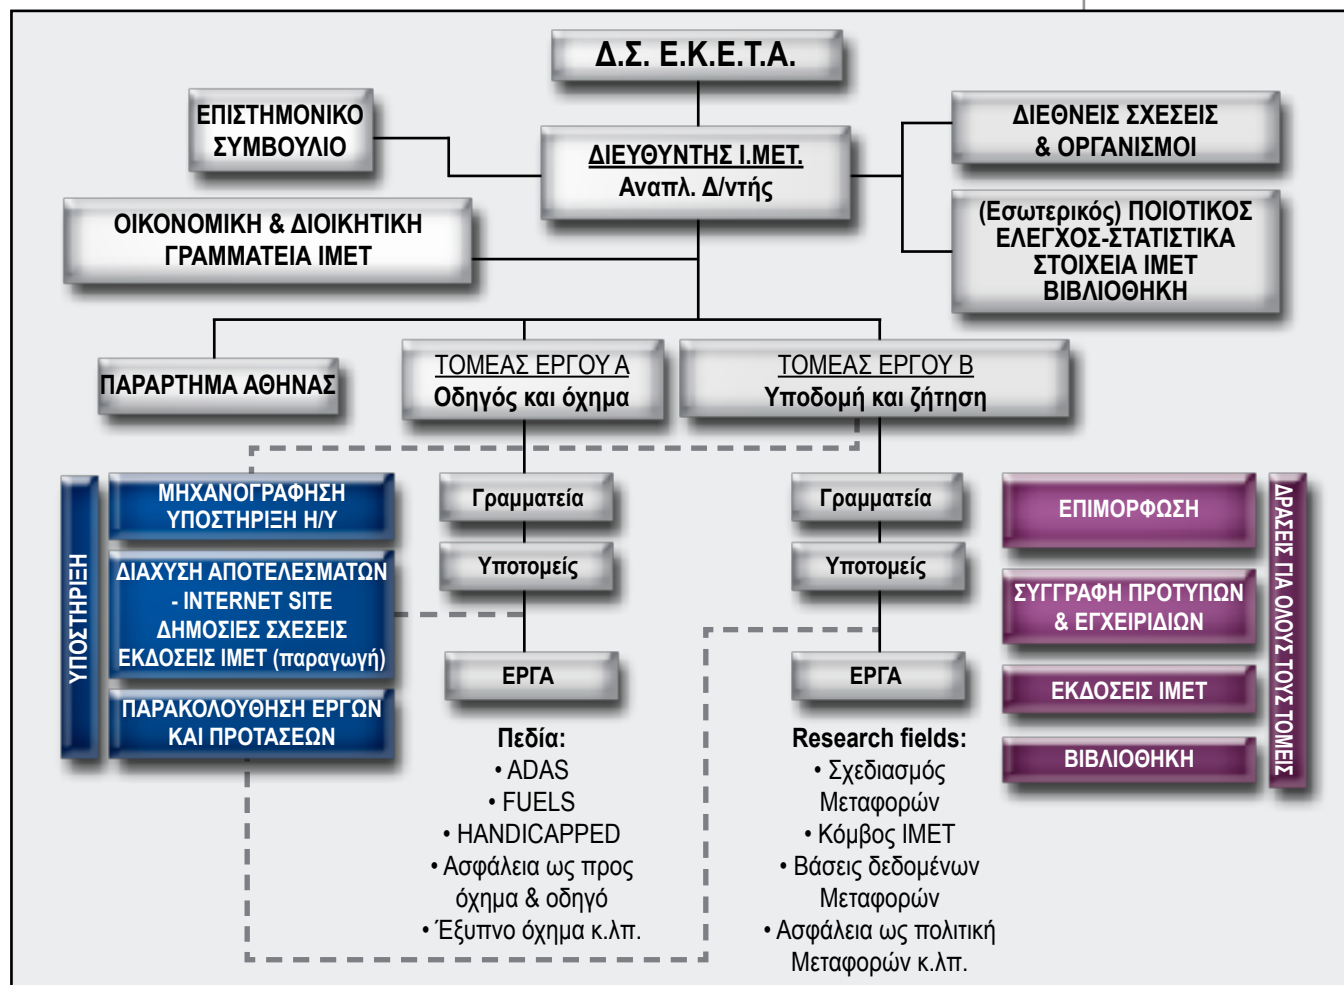 Δ.Σ. Ε.Κ.Ε.Τ.Α.
ΕΠΙΣΤΗΜΟΝΙΚΟ
ΣΥΜΒΟΥΛΙΟ
ΔΙΕΥΘΥΝΤΗΣ Ι.ΜΕΤ.
Αναπλ. Δ/ντής
ΔΙΕΘΝΕΙΣ ΣΧΕΣΕΙΣ
& ΟΡΓΑΝΙΣΜΟΙ
ΟΙΚΟΝΟΜΙΚΗ & ΔΙΟΙΚΗΤΙΚΗ
ΓΡΑΜΜΑΤΕΙΑ ΙΜΕΤ
(Εσωτερικός) ΠΟΙΟΤΙΚΟΣ
ΕΛΕΓΧΟΣ-ΣΤΑΤΙΣΤΙΚΑ
ΣΤΟΙΧΕΙΑ ΙΜΕΤ
ΒΙΒΛΙΟΘΗΚΗ
ΠΑΡΑΡΤΗΜΑ ΑΘΗΝΑΣ
ΤΟΜΕΑΣ ΕΡΓΟΥ Α
Οδηγός και όχημα
ΤΟΜΕΑΣ ΕΡΓΟΥ Β
Υποδομή και ζήτηση
ΥΠΟΣΤΗΡΙΞΗ
ΜΗΧΑΝΟΓΡΑΦΗΣΗ
ΥΠΟΣΤΗΡΙΞΗ Η/Υ
ΔΙΑΧΥΣΗ ΑΠΟΤΕΛΕΣΜΑΤΩΝ
- INTERNET SITE
ΔΗΜΟΣΙΕΣ ΣΧΕΣΕΙΣ
ΕΚΔΟΣΕΙΣ ΙΜΕΤ (παραγωγή)
ΠΑΡΑΚΟΛΟΥΘΗΣΗ ΕΡΓΩΝ
ΚΑΙ ΠΡΟΤΑΣΕΩΝ
Γραμματεία
Υποτομείς
ΕΡΓΑ
Πεδία:
• ADAS
• FUELS
• HANDICAPPED
• Ασφάλεια ως προς
όχημα & οδηγό
• Έξυπνο όχημα κ.λπ.
Γραμματεία
Υποτομείς
ΕΡΓΑ
Research fields:
• Σχεδιασμός
Μεταφορών
• Κόμβος ΙΜΕΤ
• Βάσεις δεδομένων
Μεταφορών
• Ασφάλεια ως πολιτική
Μεταφορών κ.λπ.
ΕΠΙΜΟΡΦΩΣΗ
ΣΥΓΓΡΑΦΗ ΠΡΟΤΥΠΩΝ
& ΕΓΧΕΙΡΙΔΙΩΝ
ΕΚΔΟΣΕΙΣ ΙΜΕΤ
ΒΙΒΛΙΟΘΗΚΗ
ΔΡΑΣΕΙΣ ΓΙΑ ΟΛΟΥΣ ΤΟΥΣ ΤΟΜΕΙΣ